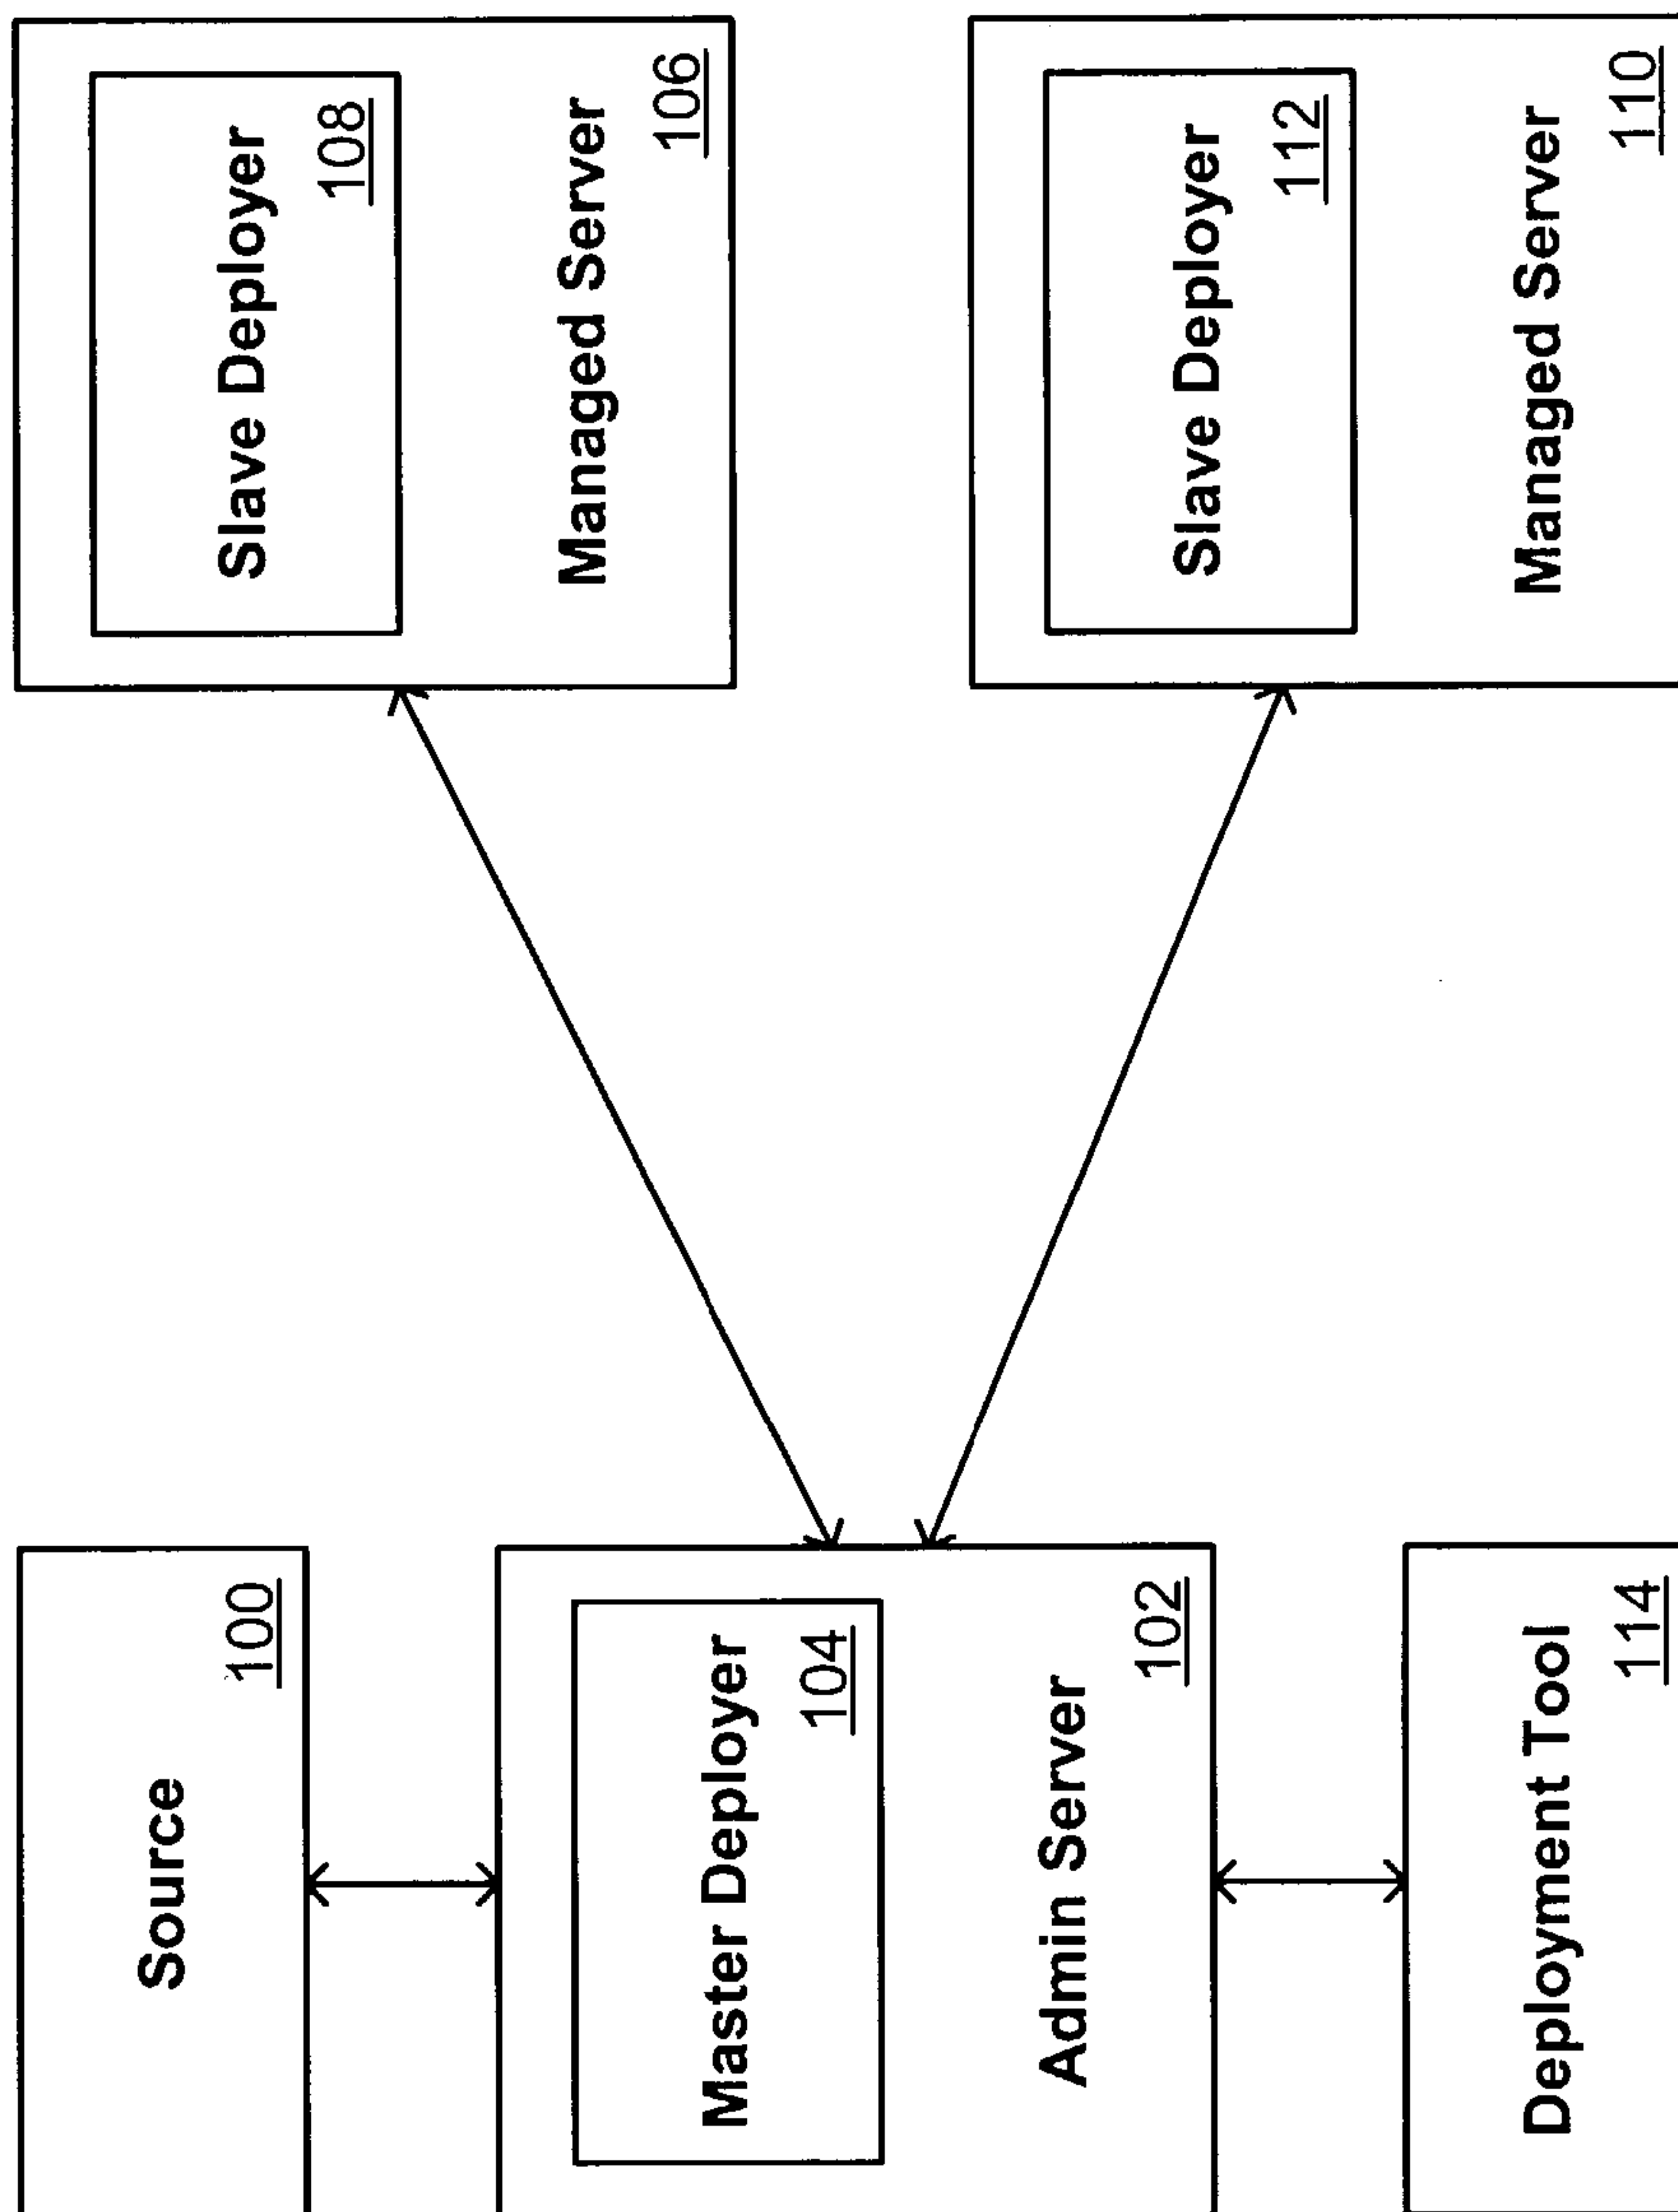 Source
100
Master Deployer
104
Admin Server
102
Deployment Tool
114
Slave Deployer
108
Managed Server
106
Slave Deployer
112
Managed Server
110